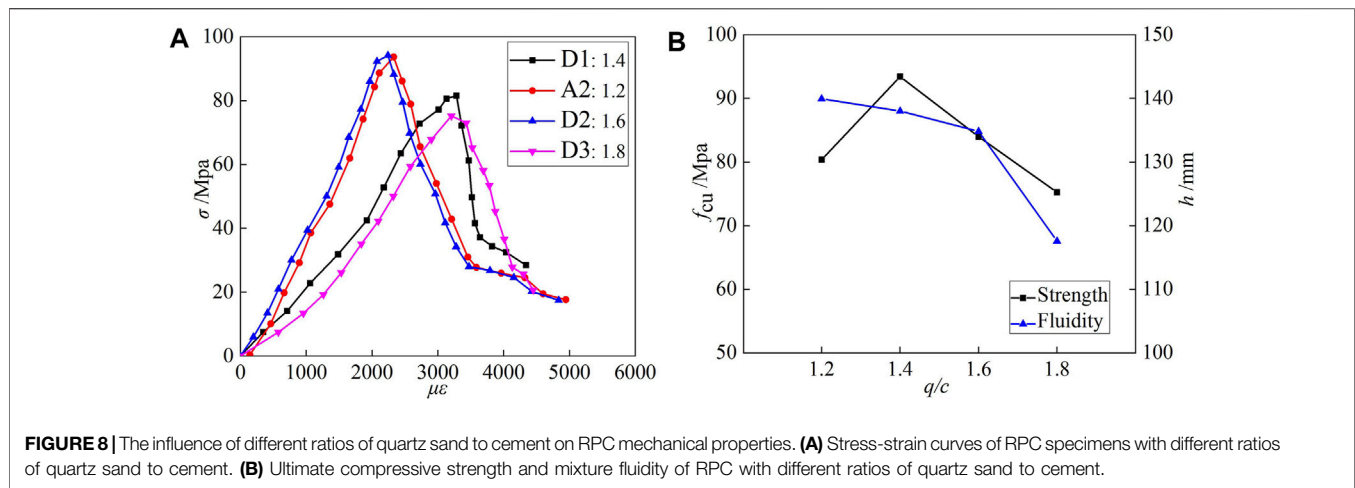 A
100
80
60
40
20
0
σ /Mpa
D1: 1.4
A2: 1.2
D2: 1.6
D3: 1.8
0 1000 2000 3000 4000 5000 6000
με
B
100
90
80
70
60
50
f cu /Mpa
150
140
130
120
110
100
h /mm
Strength
Fluidity
1.2 1.4 1.6 1.8
q/c
FIGURE 8 | The influence of different ratios of quartz sand to cement on RPC mechanical properties. (A) Stress-strain curves of RPC specimens with different ratios
of quartz sand to cement. (B) Ultimate compressive strength and mixture fluidity of RPC with different ratios of quartz sand to cement.